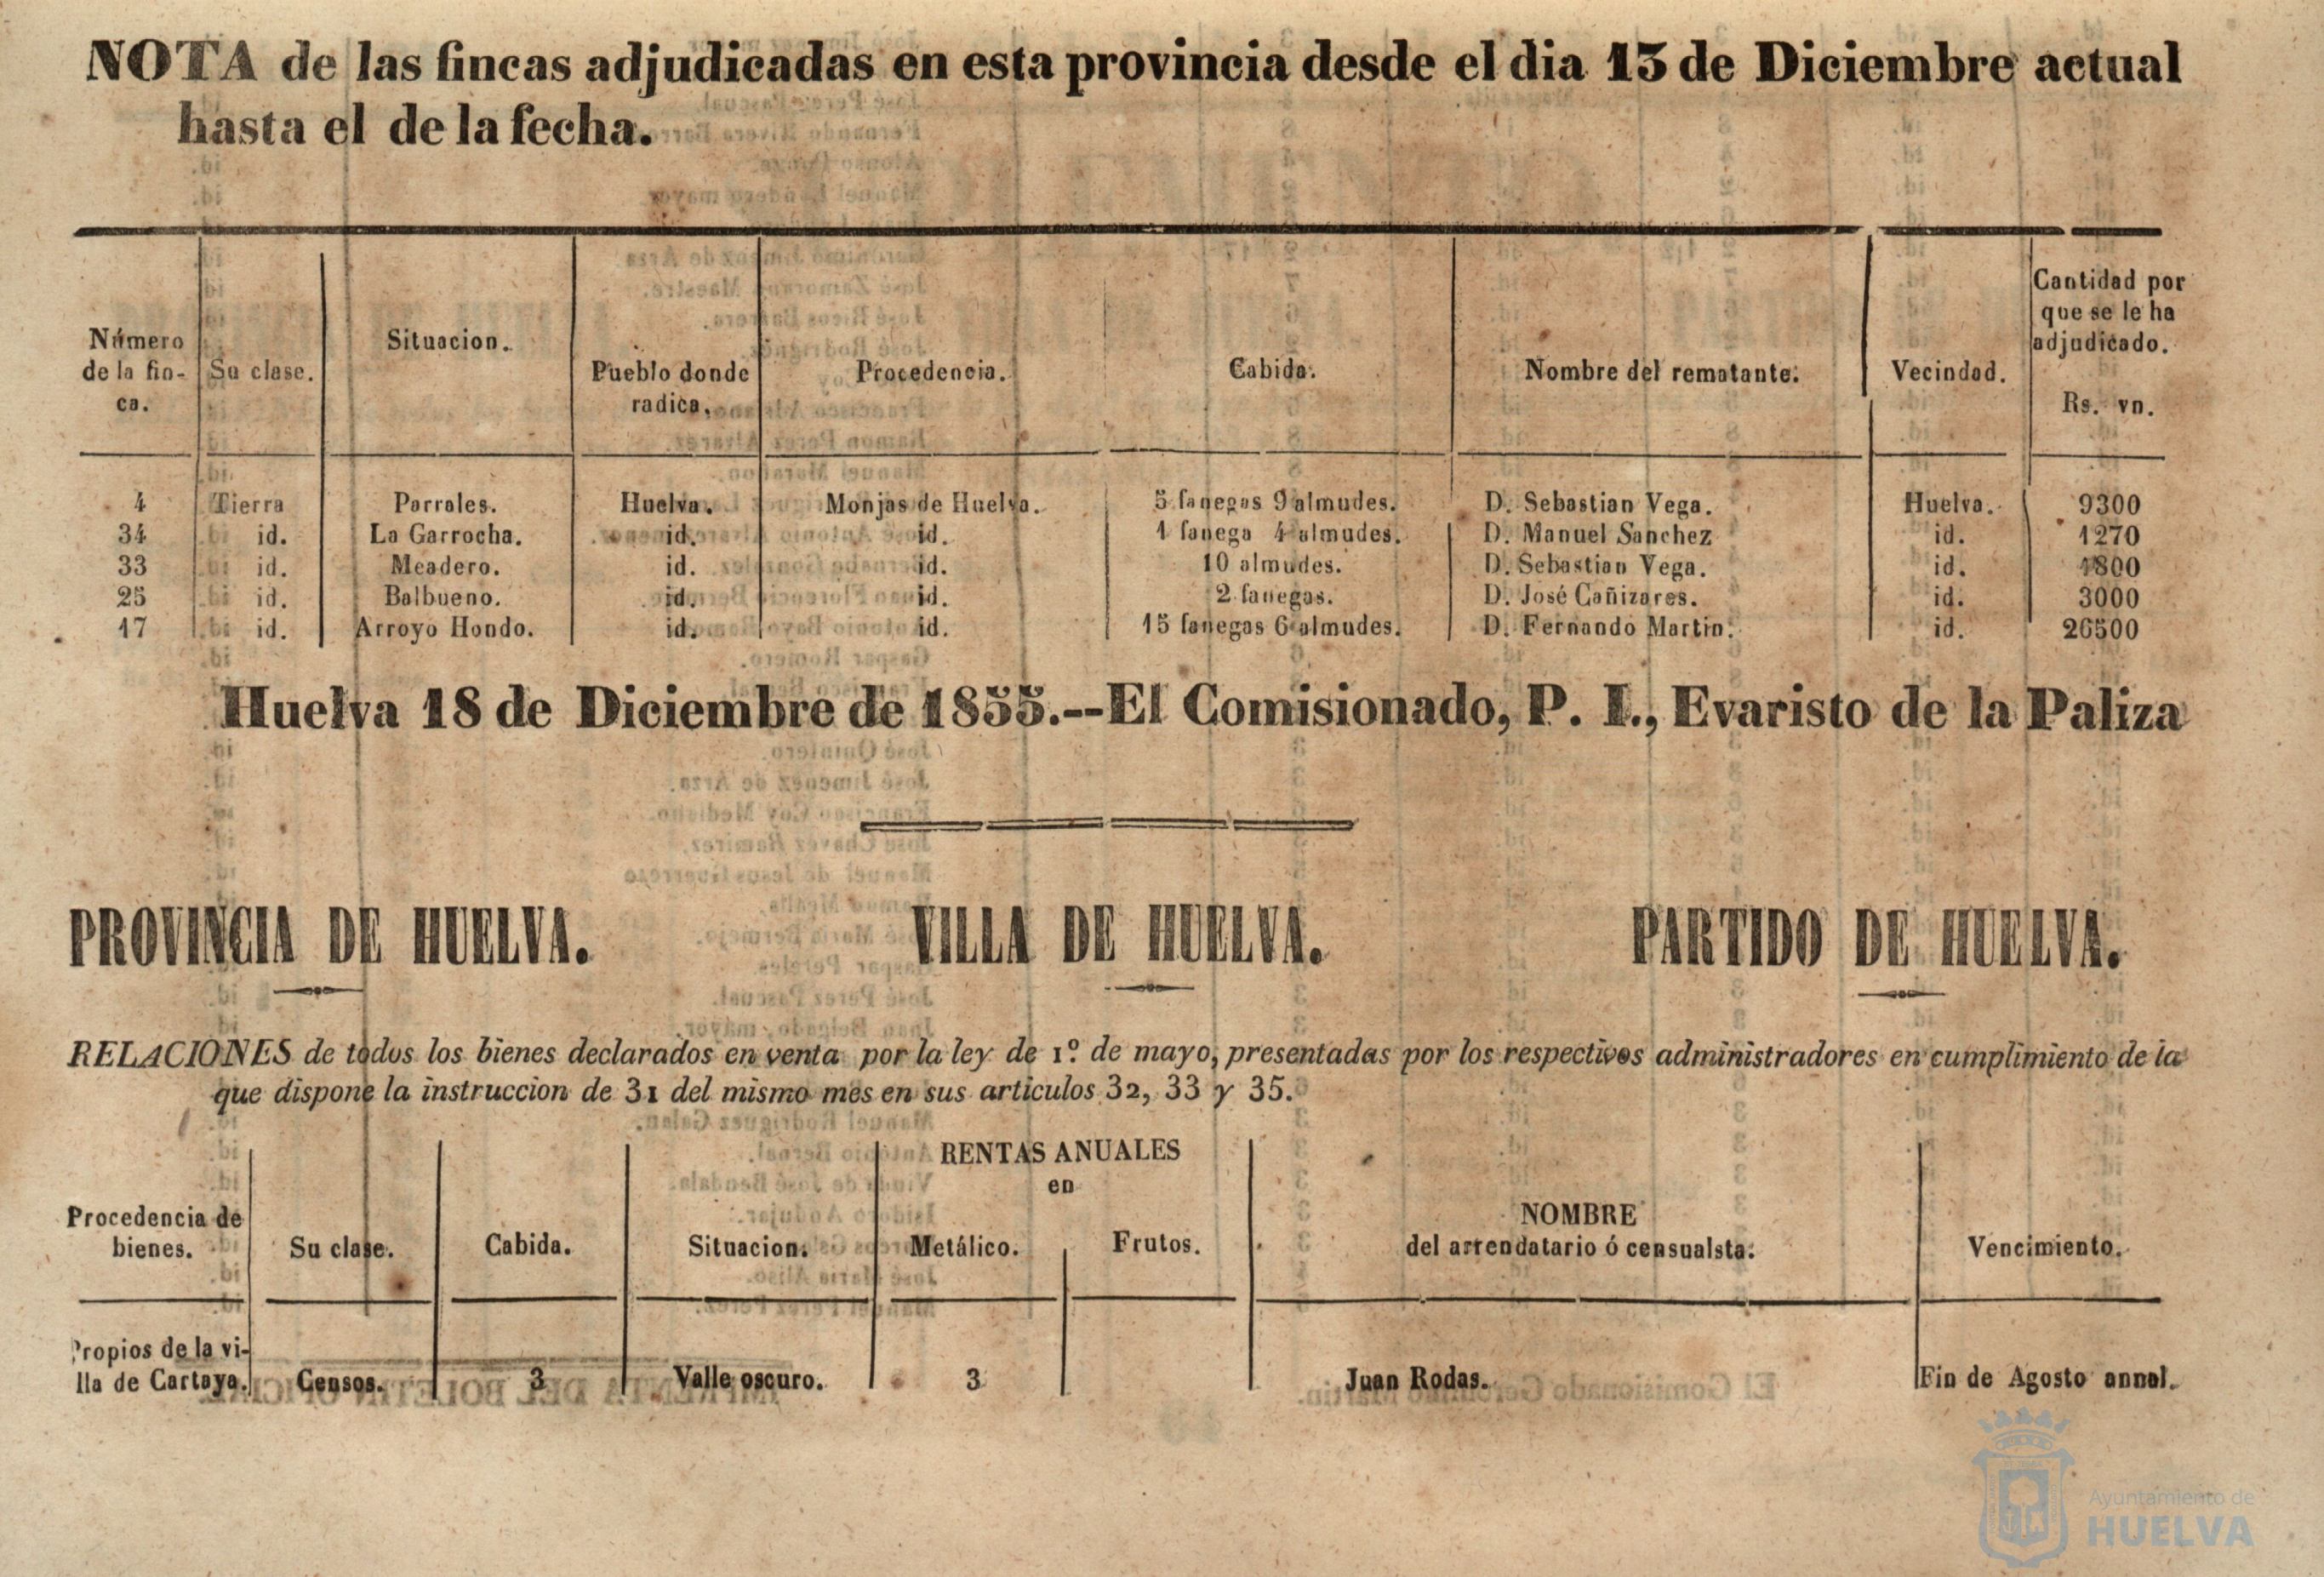 NOTA de las fincas adjudicadas en esta provincia desde el dia 13 de Diciembre actual
hasta el de la fecha.
Número de la fin-ca. Su clase. Situacion. Pueblo donde radica. Procedencia. Cabida. Nombre del rematante. Vecindad. Cantidad por que se le ha adjudicado. Rs. vn.
4 Tierra Parrales. Huelva. Monjas de Huelva. 5 fanegas 9 almudes. D. Sebastian Vega. Huelva. 9300
34 id. La Garrocha. id. id. 1 fanega 4 almudes. D. Manuel Sanchez id. 1270
33 id. Meadero. id. id. 10 almudes. D. Sebastian Vega. id. 1800
25 id. Balbueno. id. id. 2 fanegas. D. José Cañizares. id. 3000
17 id. Arroyo Hondo. id. id. 15 fanegas 6 almudes. D. Fernando Martin. id. 26500
Huelva 18 de Diciembre de 1855.--El Comisionado, P. I., Evaristo de la Paliza
PROVINCIA DE HUELVA. VILLA DE HUELVA. PARTIDO DE HUELVA.
RELACIONES de todos los bienes declarados en venta por la ley de 1.º de mayo, presentadas por los respectivos administradores en cumplimiento de la
que dispone la instruccion de 31 del mismo mes en sus articulos 32, 33 y 35.
RENTAS ANUALES
en
Procedencia de bienes. Su clase. Cabida. Situacion. Metálico. Frutos. NOMBRE del arrendatario ó censualsta. Vencimiento.
Propios de la vi-
lla de Cartaya. Censos. 3 Valle oscuro. 3 Juan Rodas. Fin de Agosto annal.
Ayuntamiento de
HUELVA